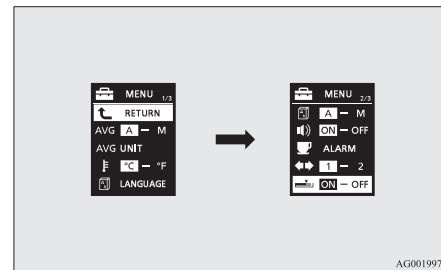 MENU 1/3
RETURN
AVG A – M
AVG UNIT
°C – °F
LANGUAGE
MENU 2/3
A – M
ON – OFF
ALARM
1 – 2
ON – OFF
AG001997